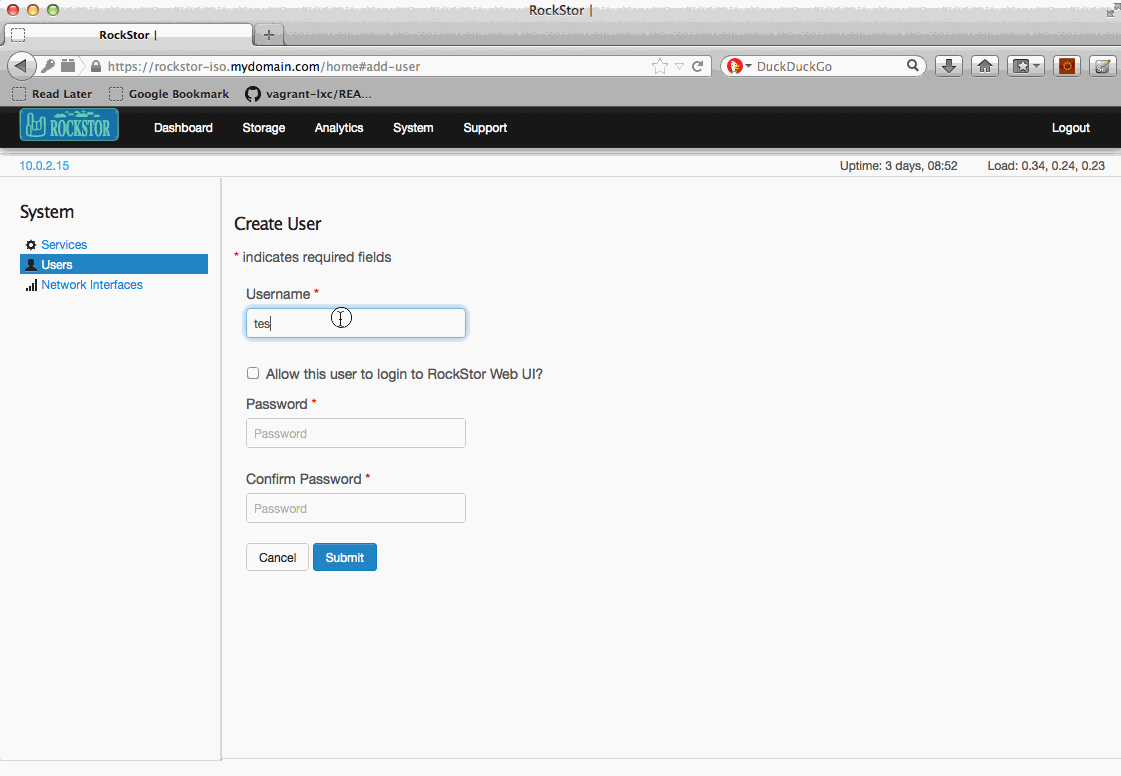 RockStor |
RockStor |
https://rockstor-iso.mydomain.com/home#add-user
DuckDuckGo
Read Later Google Bookmark vagrant-lxc/REA...
ROCKSTOR Dashboard Storage Analytics System Support Logout
10.0.2.15 Uptime: 3 days, 08:52 Load: 0.34, 0.24, 0.23
System
Services
Users
Network Interfaces
Create User
* indicates required fields
Username *
tes
Allow this user to login to RockStor Web UI?
Password *
Password
Confirm Password *
Password
Cancel Submit